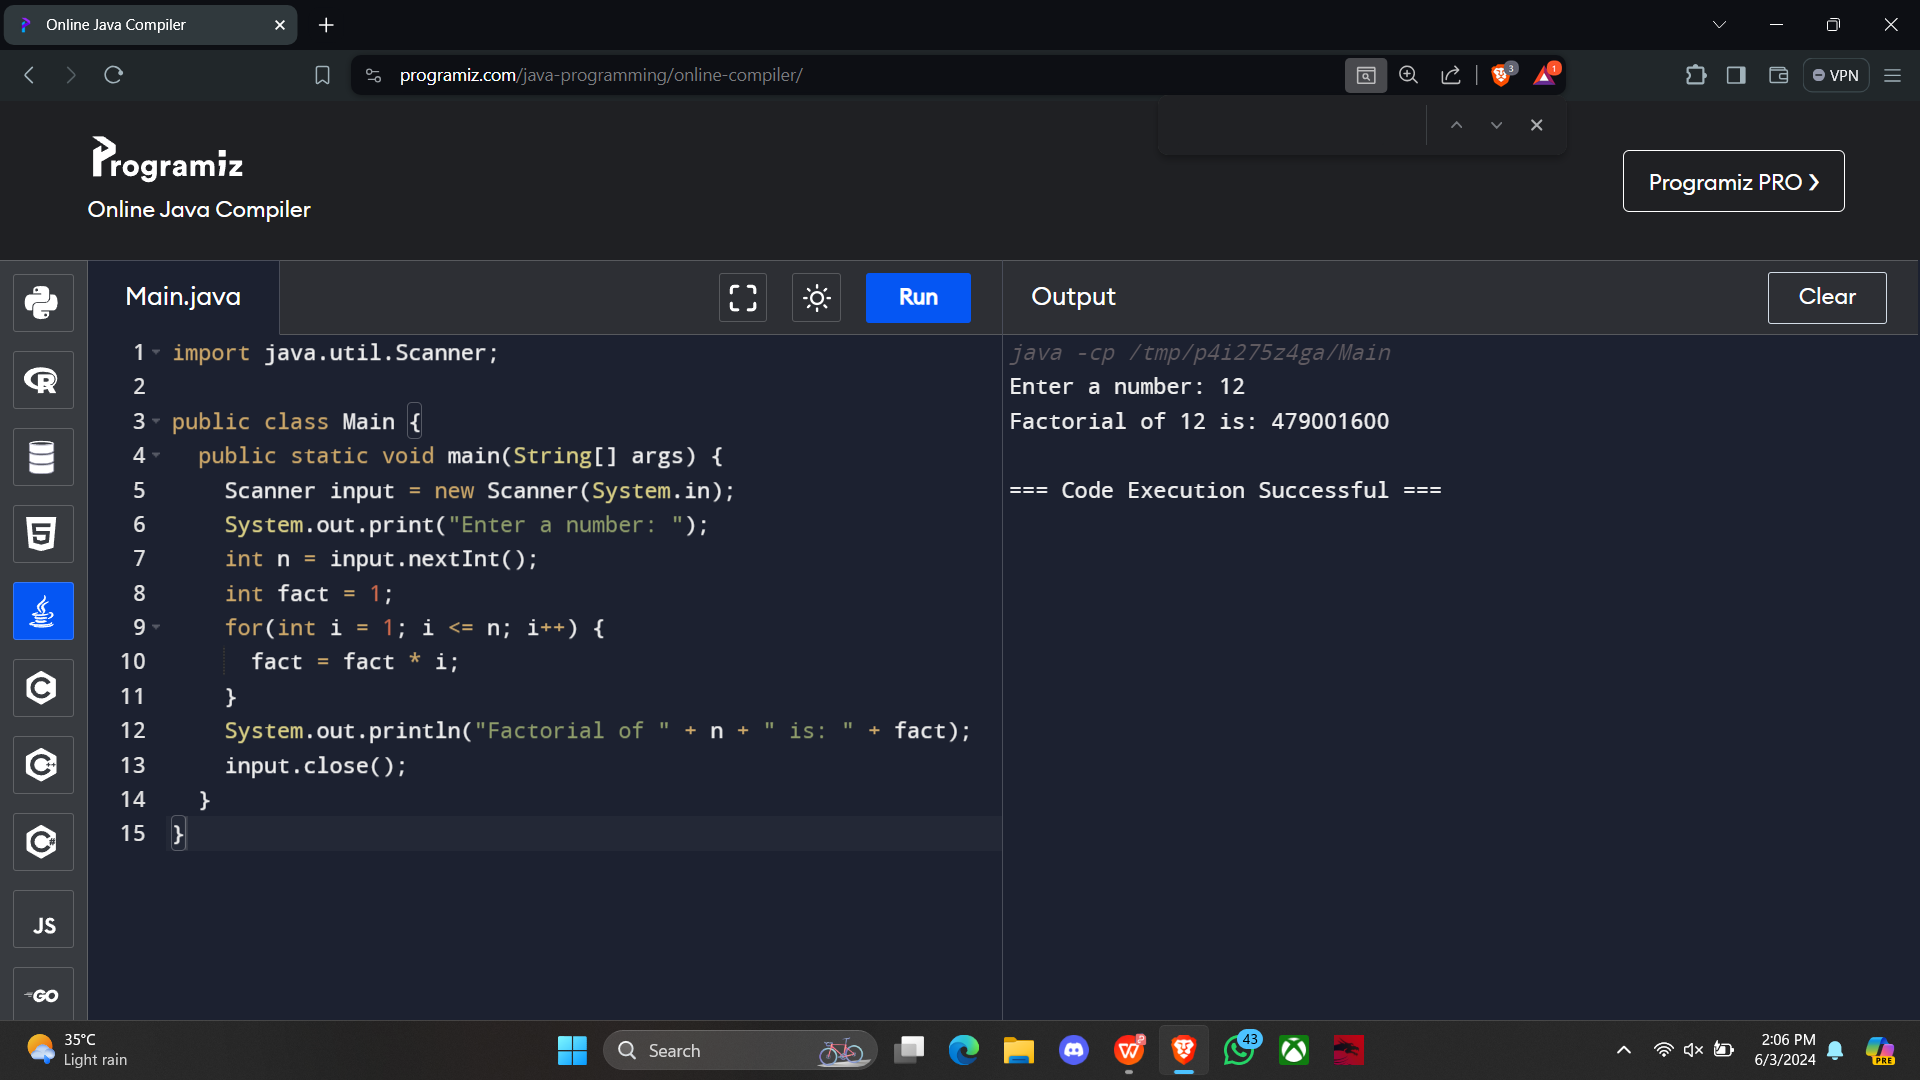 Online Java Compiler
programiz.com/java-programming/online-compiler/
3
1
VPN
Programiz
Online Java Compiler
Programiz PRO ❯
Main.java
Run
Output
Clear
1 import java.util.Scanner;
2
3 public class Main {
4 public static void main(String[] args) {
5 Scanner input = new Scanner(System.in);
6 System.out.print("Enter a number: ");
7 int n = input.nextInt();
8 int fact = 1;
9 for(int i = 1; i <= n; i++) {
10 fact = fact * i;
11 }
12 System.out.println("Factorial of " + n + " is: " + fact);
13 input.close();
14 }
15 }
java -cp /tmp/p4i275z4ga/Main
Enter a number: 12
Factorial of 12 is: 479001600
=== Code Execution Successful ===
R
5
C
C++
C#
JS
GO
35°C
Light rain
Search
W
43
2:06 PM
6/3/2024
PRE